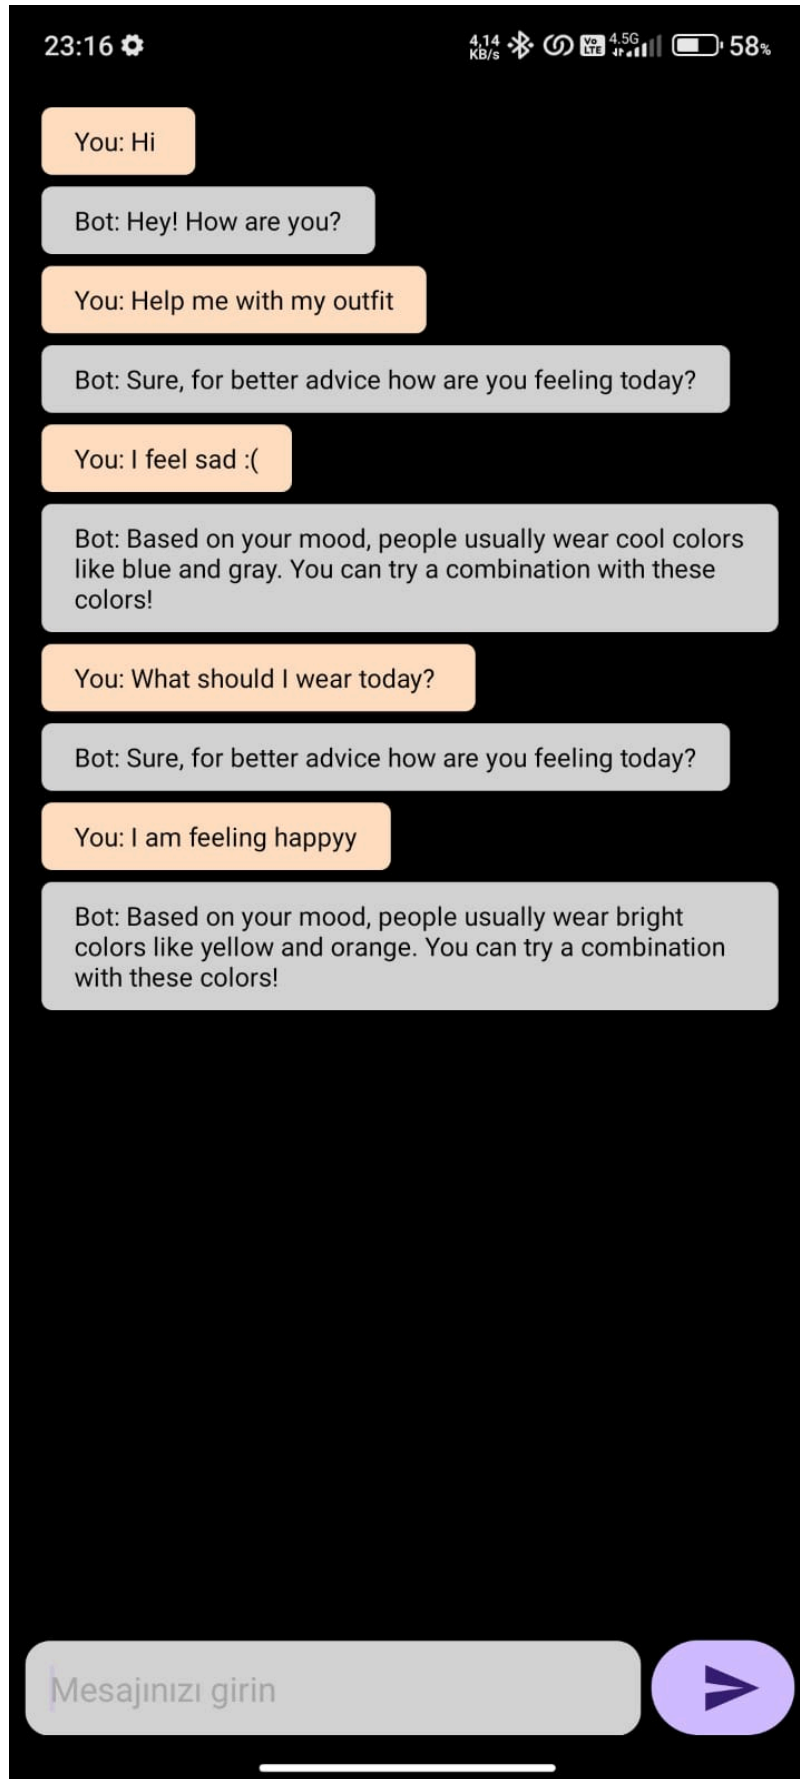 23:16 4,14 KB/s Vo LTE 4.5G 58%
You: Hi
Bot: Hey! How are you?
You: Help me with my outfit
Bot: Sure, for better advice how are you feeling today?
You: I feel sad :(
Bot: Based on your mood, people usually wear cool colors
like blue and gray. You can try a combination with these
colors!
You: What should I wear today?
Bot: Sure, for better advice how are you feeling today?
You: I am feeling happyy
Bot: Based on your mood, people usually wear bright
colors like yellow and orange. You can try a combination
with these colors!
Mesajınızı girin